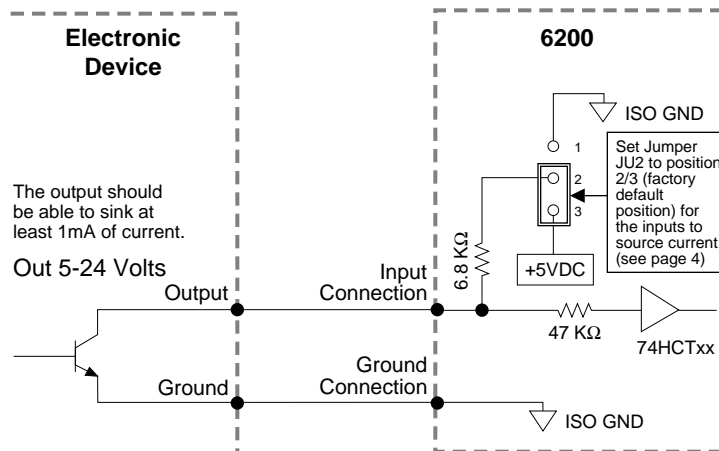 Electronic
Device
6200
ISO GND
1
2
3
Set Jumper
JU2 to position
2/3 (factory
default
position) for
the inputs to
source current
(see page 4)
The output should
be able to sink at
least 1mA of current.
Out 5-24 Volts
6.8 KΩ
+5VDC
Output
Input
Connection
47 KΩ
74HCTxx
Ground
Ground
Connection
ISO GND